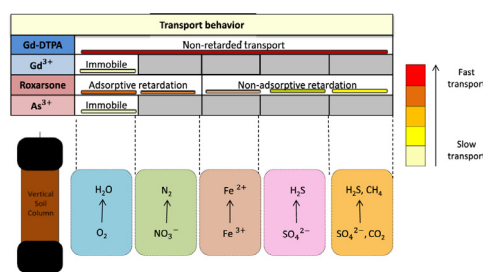 Transport behavior
Gd-DTPA Non-retarded transport
Gd³⁺ Immobile
Roxarsone Adsorptive retardation Non-adsorptive retardation
As³⁺ Immobile
Fast transport
Slow transport
Vertical Soil Column
H₂O N₂ Fe ²⁺ H₂S H₂S, CH₄
O₂ NO₃⁻ Fe ³⁺ SO₄²⁻ SO₄²⁻, CO₂